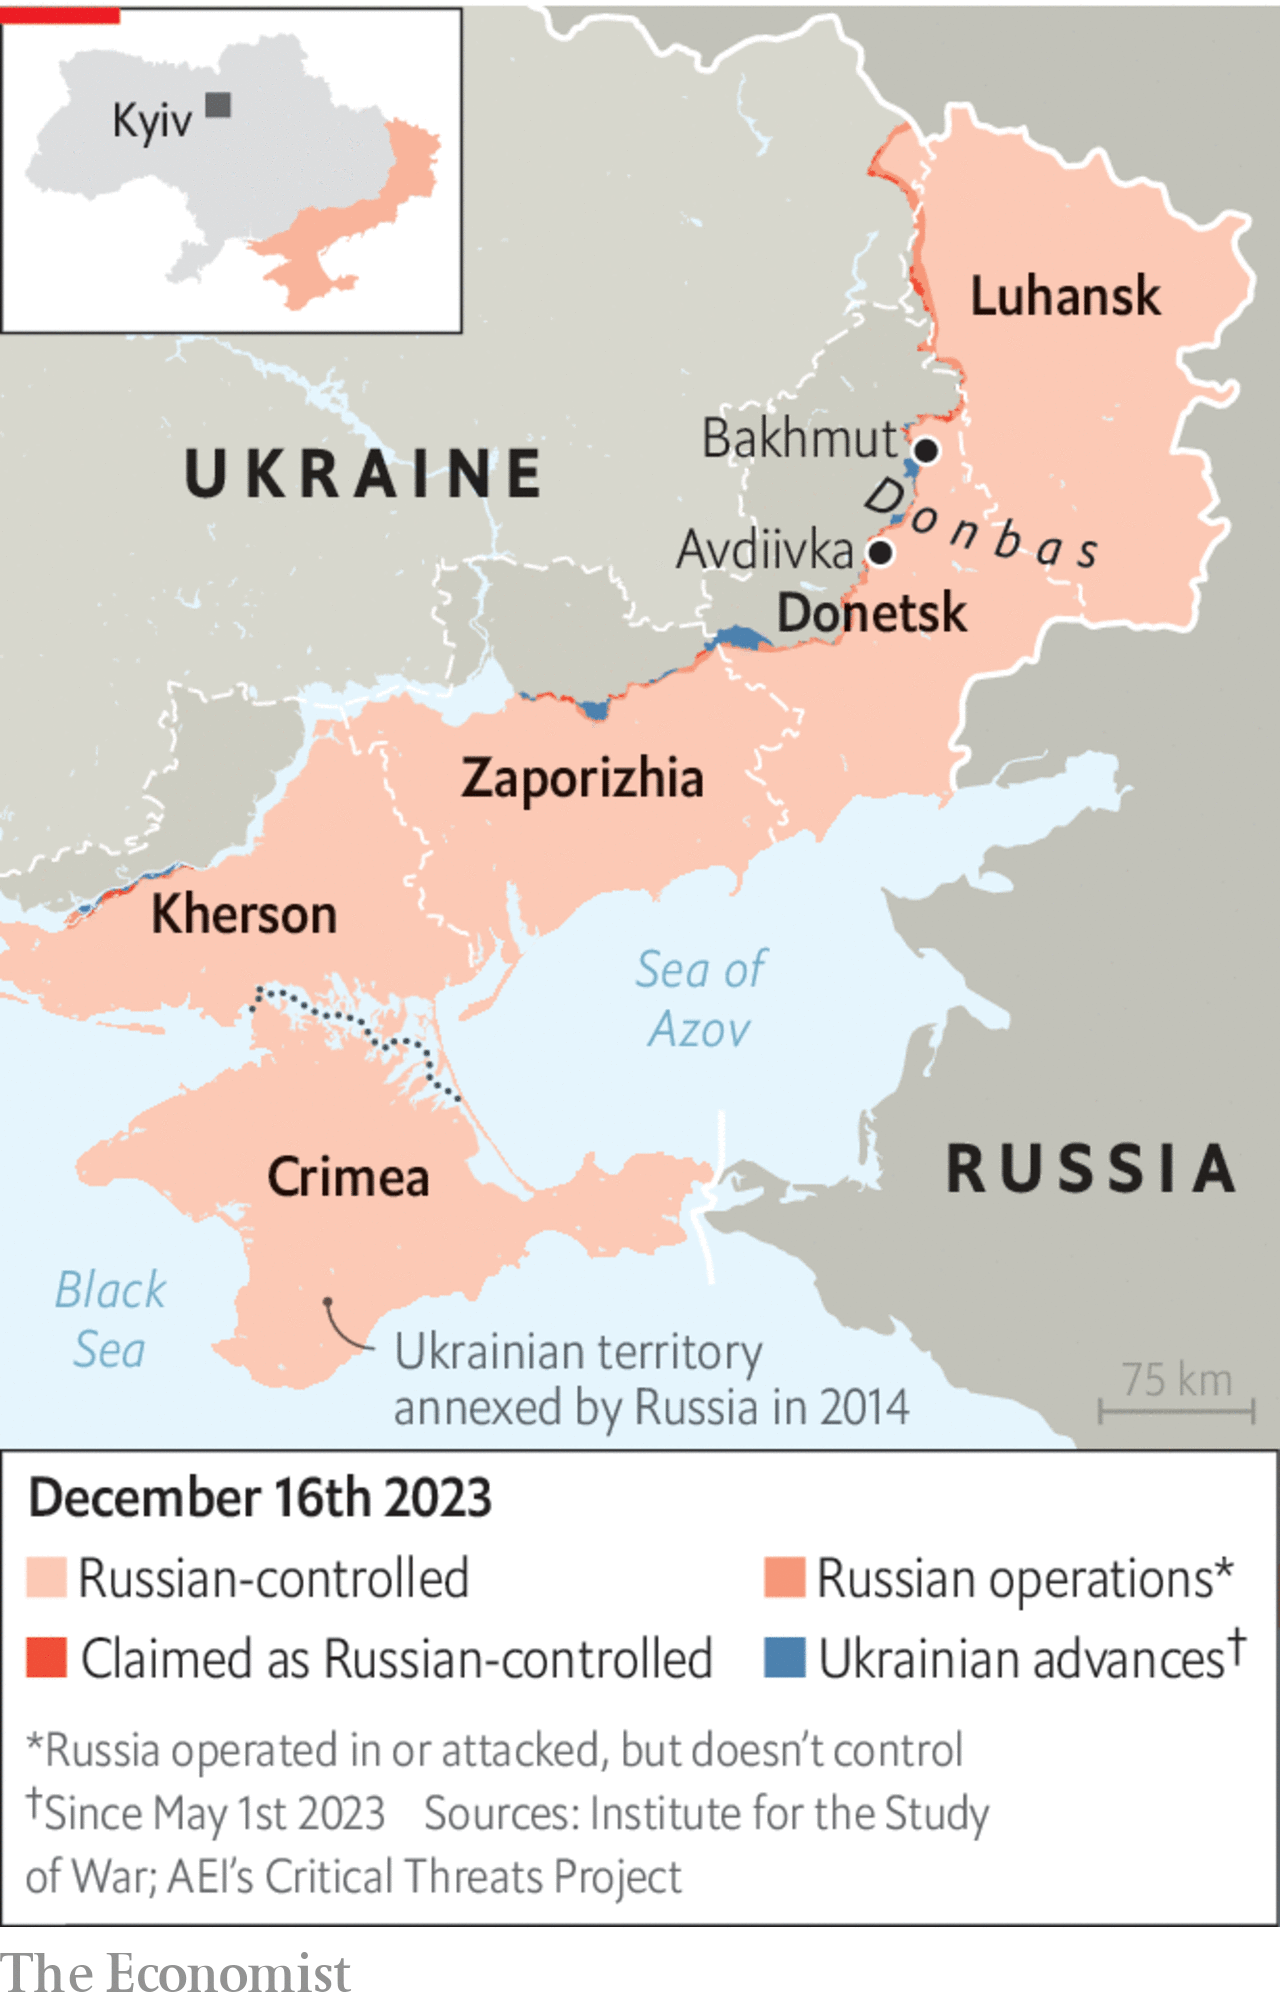 Kyiv
Luhansk
UKRAINE
Bakhmut
Donbas
Avdiivka
Donetsk
Zaporizhia
Kherson
Sea of
Azov
RUSSIA
Crimea
Black
Sea
Ukrainian territory
annexed by Russia in 2014
75 km
December 16th 2023
Russian-controlled
Russian operations*
Claimed as Russian-controlled
Ukrainian advances†
*Russia operated in or attacked, but doesn’t control
†Since May 1st 2023 Sources: Institute for the Study
of War; AEI’s Critical Threats Project
The Economist